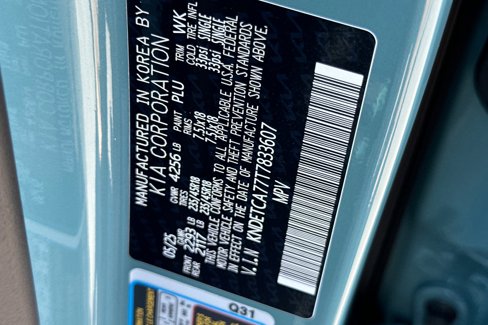 MANUFACTURED IN KOREA BY
KIA CORPORATION
05/25 GVWR 4256 LB PAINT PLU TRIM WK
GAWR TIRES RIMS COLD TIRE INFL
FRONT 2293 LB 235/45R18 7.5Jx18 33psi SINGLE
REAR 2117 LB 235/45R18 7.5Jx18 33psi SINGLE
THIS VEHICLE CONFORMS TO ALL APPLICABLE U.S.A. FEDERAL
MOTOR VEHICLE SAFETY AND THEFT PREVENTION STANDARDS
IN EFFECT ON THE DATE OF MANUFACTURE SHOWN ABOVE.
V.I.N KNDETCA77T7833607
MPV
Q31